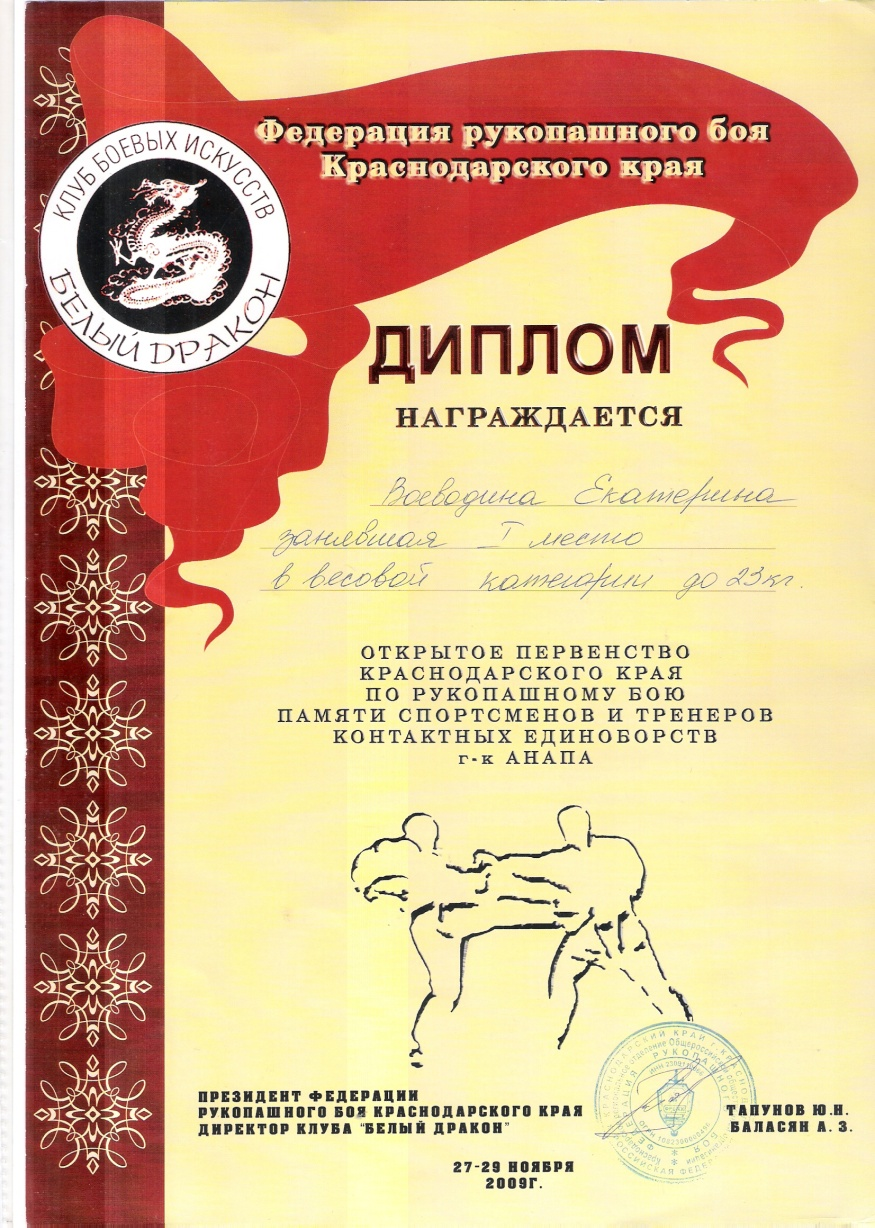 Федерация рукопашного боя
Краснодарского края
КЛУБ БОЕВЫХ ИСКУССТВ
БЕЛЫЙ ДРАКОН
ДИПЛОМ
НАГРАЖДАЕТСЯ
Воеводина Екатерина
занявшая I место
в весовой категории до 23 кг.
ОТКРЫТОЕ ПЕРВЕНСТВО
КРАСНОДАРСКОГО КРАЯ
ПО РУКОПАШНОМУ БОЮ
ПАМЯТИ СПОРТСМЕНОВ И ТРЕНЕРОВ
КОНТАКТНЫХ ЕДИНОБОРСТВ
г-к АНАПА
ПРЕЗИДЕНТ ФЕДЕРАЦИИ
РУКОПАШНОГО БОЯ КРАСНОДАРСКОГО КРАЯ ТАПУНОВ Ю.Н.
ДИРЕКТОР КЛУБА "БЕЛЫЙ ДРАКОН" БАЛАСЯН А. З.
27-29 НОЯБРЯ
2009Г.